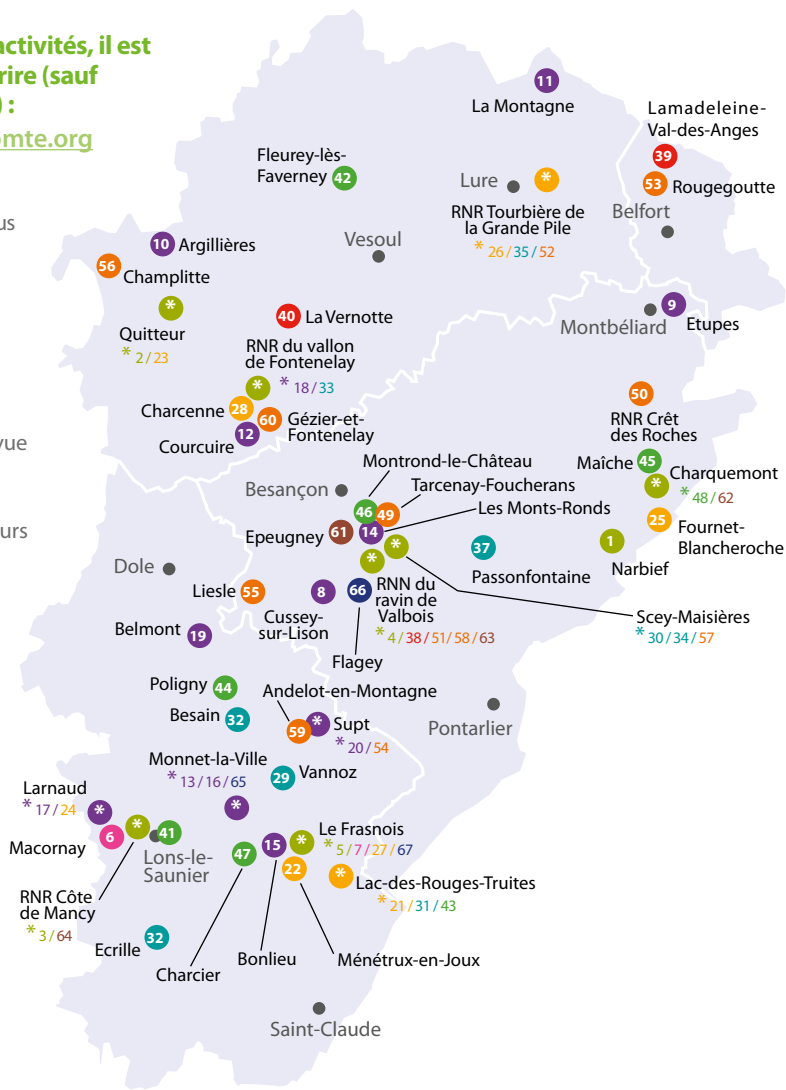 activités, il est
rire (sauf
) :
omte.org
us
vue
urs
11
La Montagne
Lamadeleine-
Val-des-Anges
39
53 Rougegoutte
Belfort
Fleurey-lès-
Faverney 42
Lure *
RNR Tourbière de
la Grande Pile
* 26 / 35 / 52
Vesoul
10 Argillières
56
Champlitte
*
Quitteur
* 2 / 23
9
Montbéliard
Etupes
40 La Vernotte
RNR du vallon
de Fontenelay
* * 18 / 33
Charcenne 28
60 Gézier-et-
Fontenelay
12
Courcuire
50
RNR Crêt
des Roches
Maîche 45
Charquemont
*
* 48 / 62
25 Fournet-
Blancheroche
1
Narbief
Montrond-le-Château
Tarcenay-Foucherans
Les Monts-Ronds
Besançon
46 49
Epeugney 61 14
* *
37
Passonfontaine
Scey-Maisières
* 30 / 34 / 57
Dole
Liesle 55
8
Cussey-
sur-Lison
66 RNN du
ravin de
Valbois
* 4 / 38 / 51 / 58 / 63
Flagey
Belmont 19
Poligny 44
Besain 32
Andelot-en-Montagne
59 * Supt
* 20 / 54
Pontarlier
Monnet-la-Ville
* 13 / 16 / 65
*
29 Vannoz
Larnaud
* 17 / 24
*
Macornay 6
* 41
Lons-le-
Saunier
RNR Côte
de Mancy
* 3 / 64
Le Frasnois
* 5 / 7 / 27 / 67
47 15 *
22 *
Lac-des-Rouges-Truites
* 21 / 31 / 43
Ecrille 32
Charcier
Bonlieu
Ménétrux-en-Joux
Saint-Claude